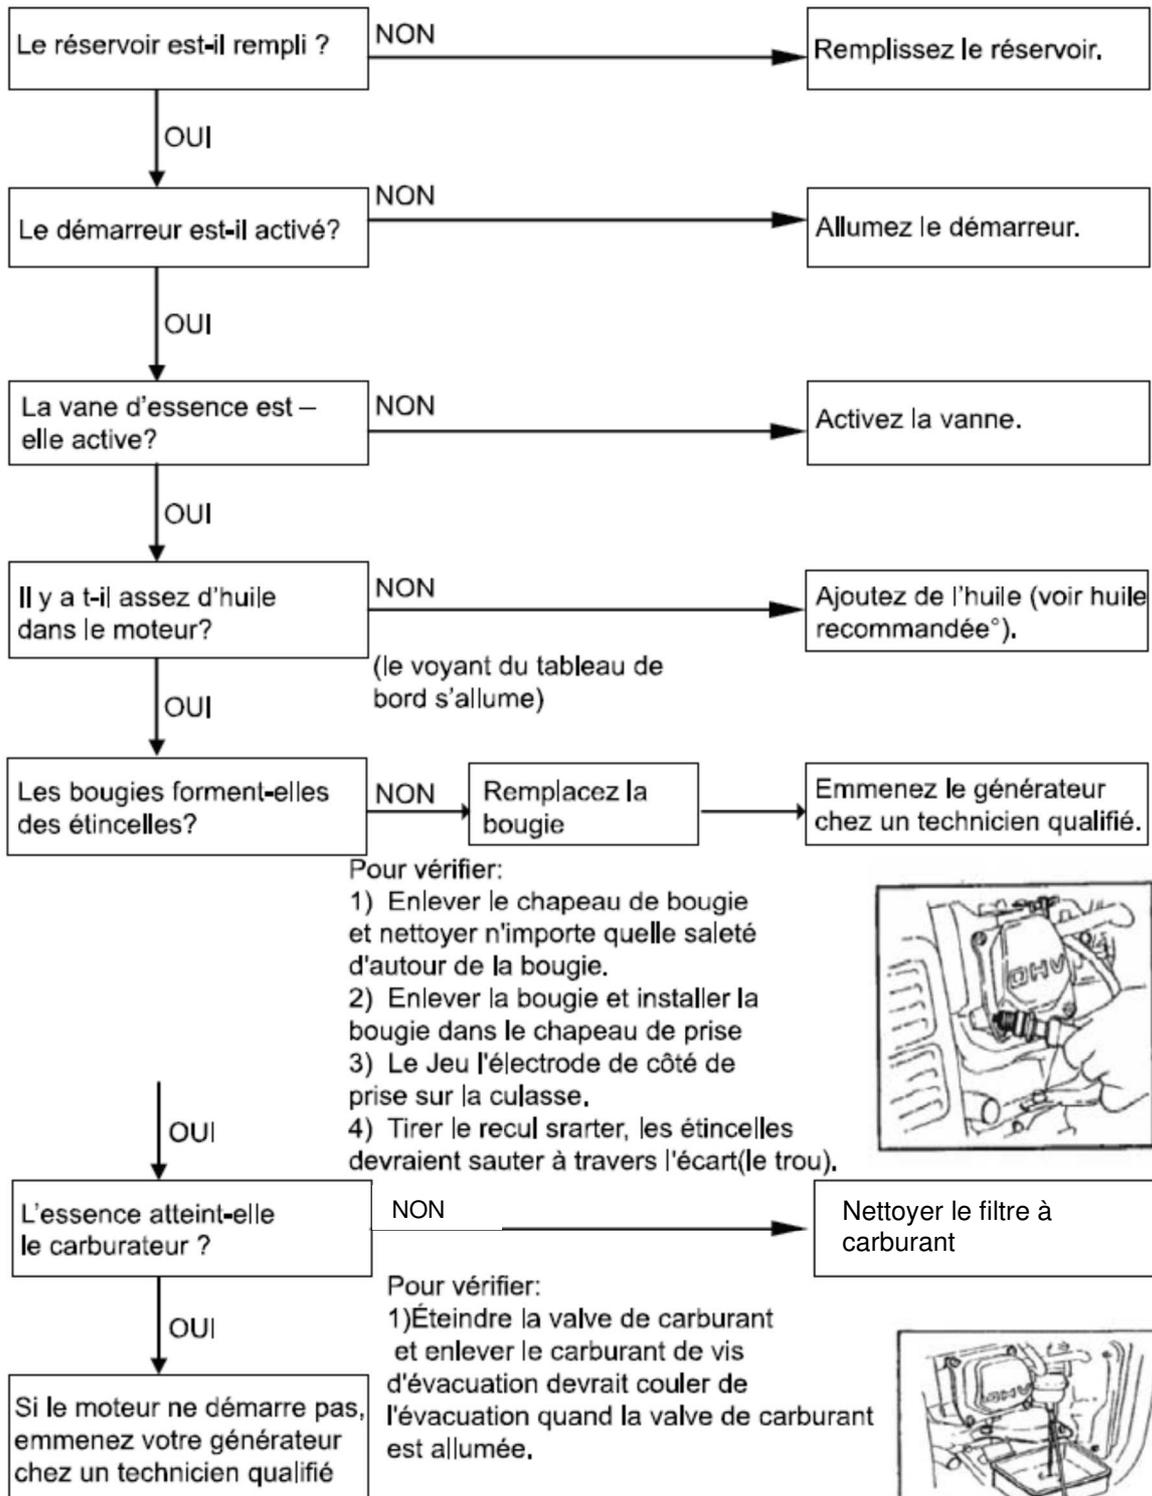 Le réservoir est-il rempli ?
NON
Remplissez le réservoir.
OUI
Le démarreur est-il activé?
NON
Allumez le démarreur.
OUI
La vane d'essence est –
elle active?
NON
Activez la vanne.
OUI
Il y a t-il assez d'huile
dans le moteur?
NON
(le voyant du tableau de
bord s'allume)
Ajoutez de l'huile (voir huile
recommandée°).
OUI
Les bougies forment-elles
des étincelles?
NON
Remplacez la
bougie
Emmenez le générateur
chez un technicien qualifié.
Pour vérifier:
1) Enlever le chapeau de bougie
et nettoyer n'importe quelle saleté
d'autour de la bougie.
2) Enlever la bougie et installer la
bougie dans le chapeau de prise
3) Le Jeu l'électrode de côté de
prise sur la culasse.
4) Tirer le recul srarter, les étincelles
devraient sauter à travers l'écart(le trou).
OHV
OUI
L'essence atteint-elle
le carburateur ?
NON
Nettoyer le filtre à
carburant
Pour vérifier:
1)Éteindre la valve de carburant
et enlever le carburant de vis
d'évacuation devrait couler de
l'évacuation quand la valve de carburant
est allumée.
OHV
OUI
Si le moteur ne démarre pas,
emmenez votre générateur
chez un technicien qualifié